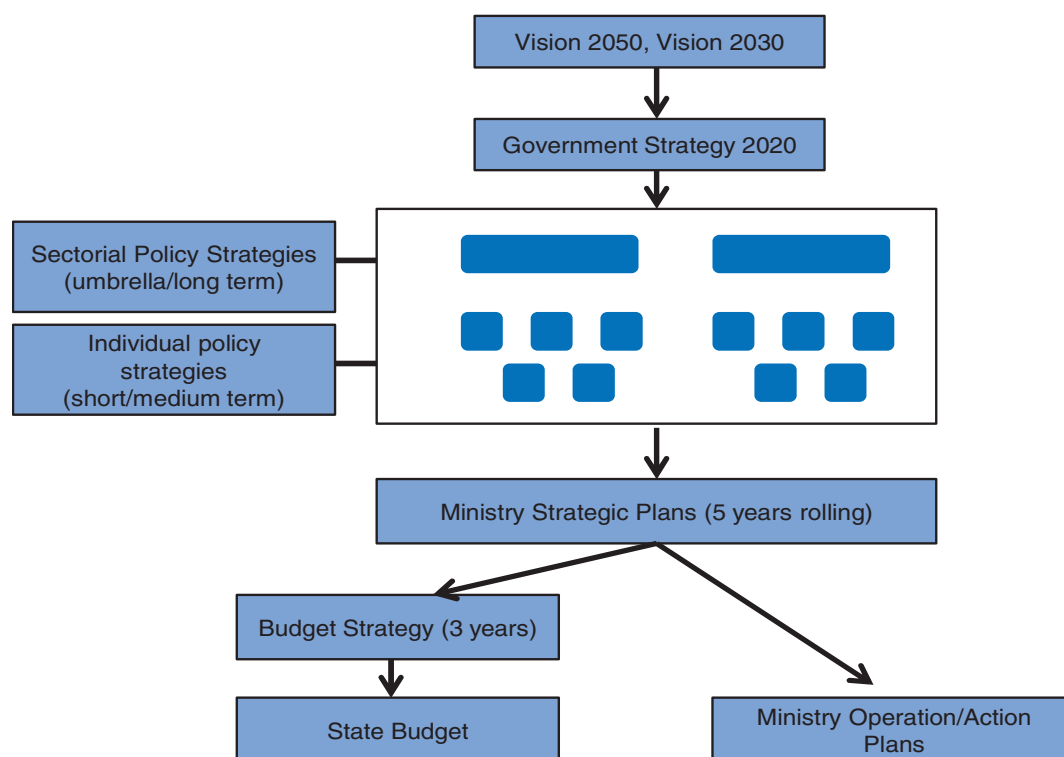 Vision 2050, Vision 2030
Government Strategy 2020
Sectorial Policy Strategies
(umbrella/long term)
Individual policy
strategies
(short/medium term)
Ministry Strategic Plans (5 years rolling)
Budget Strategy (3 years)
State Budget
Ministry Operation/Action
Plans